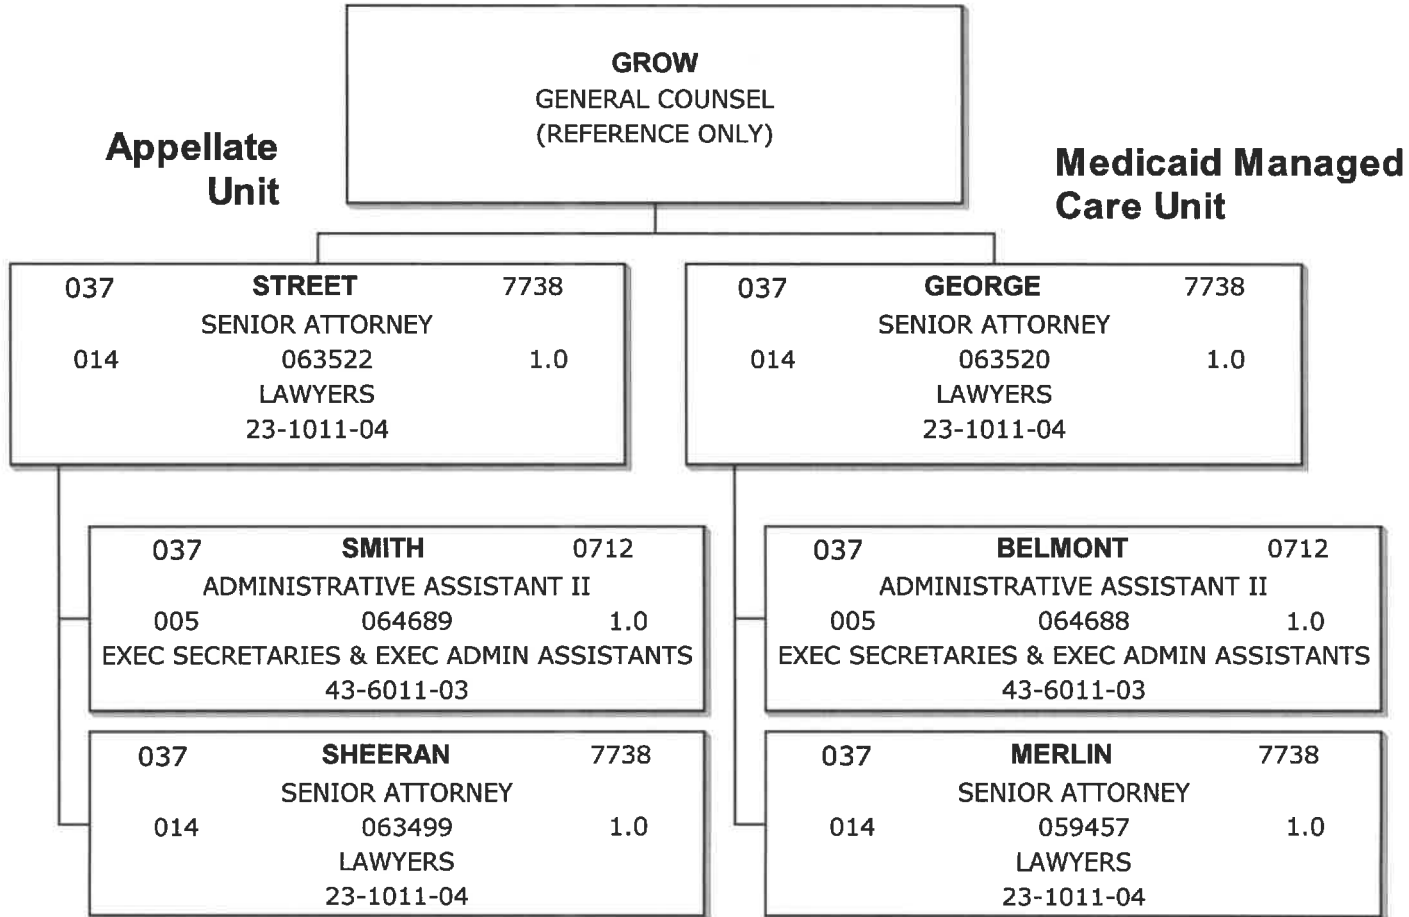 GROW
GENERAL COUNSEL
(REFERENCE ONLY)
Appellate
Unit
Medicaid Managed
Care Unit
037 STREET 7738
SENIOR ATTORNEY
014 063522 1.0
LAWYERS
23-1011-04
037 GEORGE 7738
SENIOR ATTORNEY
014 063520 1.0
LAWYERS
23-1011-04
037 SMITH 0712
ADMINISTRATIVE ASSISTANT II
005 064689 1.0
EXEC SECRETARIES & EXEC ADMIN ASSISTANTS
43-6011-03
037 BELMONT 0712
ADMINISTRATIVE ASSISTANT II
005 064688 1.0
EXEC SECRETARIES & EXEC ADMIN ASSISTANTS
43-6011-03
037 SHEERAN 7738
SENIOR ATTORNEY
014 063499 1.0
LAWYERS
23-1011-04
037 MERLIN 7738
SENIOR ATTORNEY
014 059457 1.0
LAWYERS
23-1011-04